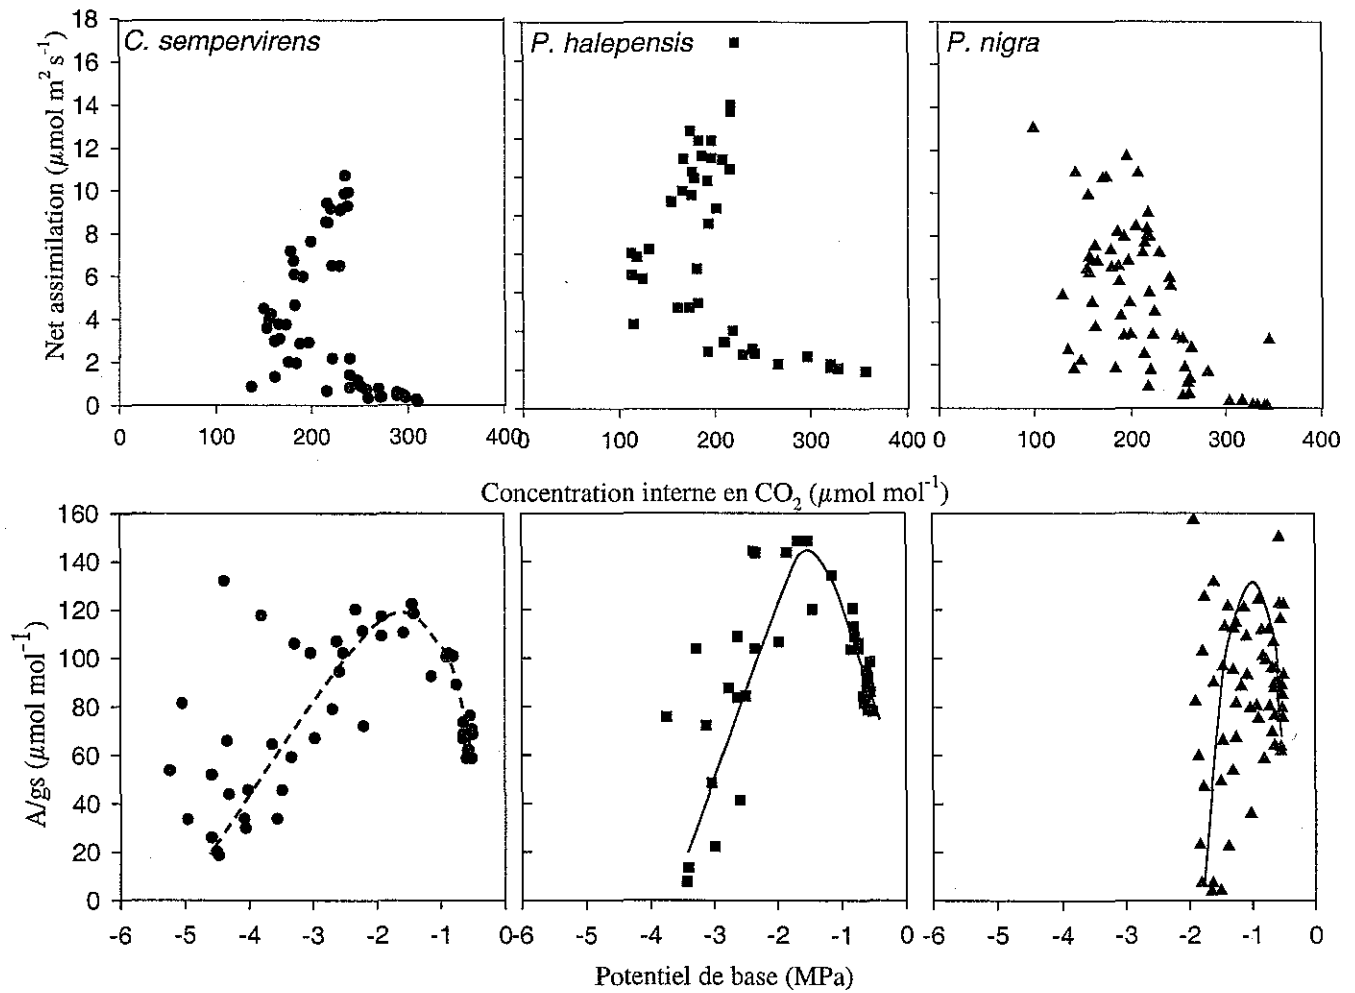 C. sempervirens
P. halepensis
P. nigra
Net assimilation (µmol m² s⁻¹)
18
16
14
12
10
8
6
4
2
0
0 100 200 300 400
0 100 200 300 400
0 100 200 300 400
Concentration interne en CO₂ (µmol mol⁻¹)
A/gs (µmol mol⁻¹)
160
140
120
100
80
60
40
20
0
-6 -5 -4 -3 -2 -1 0
-6 -5 -4 -3 -2 -1 0
-6 -5 -4 -3 -2 -1 0
Potentiel de base (MPa)